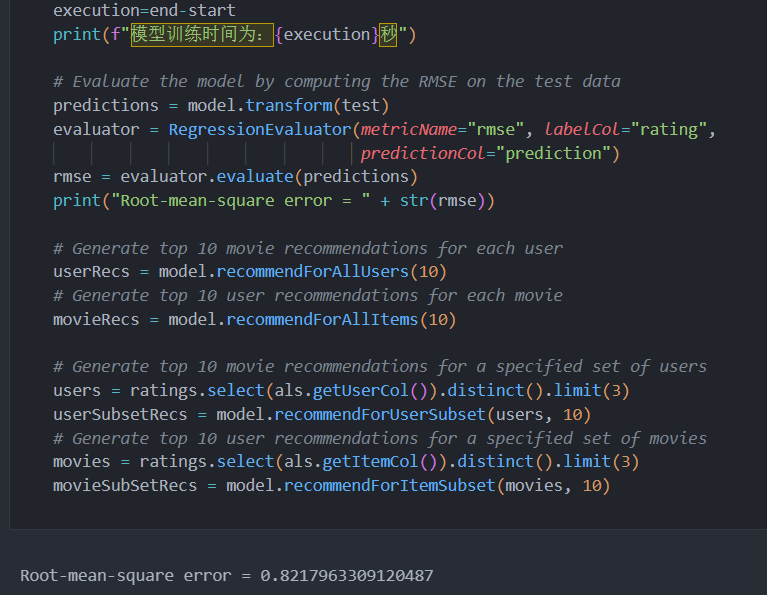 execution=end-start
print(f"模型训练时间为：{execution}秒")
# Evaluate the model by computing the RMSE on the test data
predictions = model.transform(test)
evaluator = RegressionEvaluator(metricName="rmse", labelCol="rating",
predictionCol="prediction")
rmse = evaluator.evaluate(predictions)
print("Root-mean-square error = " + str(rmse))
# Generate top 10 movie recommendations for each user
userRecs = model.recommendForAllUsers(10)
# Generate top 10 user recommendations for each movie
movieRecs = model.recommendForAllItems(10)
# Generate top 10 movie recommendations for a specified set of users
users = ratings.select(als.getUserCol()).distinct().limit(3)
userSubsetRecs = model.recommendForUserSubset(users, 10)
# Generate top 10 user recommendations for a specified set of movies
movies = ratings.select(als.getItemCol()).distinct().limit(3)
movieSubSetRecs = model.recommendForItemSubset(movies, 10)
Root-mean-square error = 0.8217963309120487